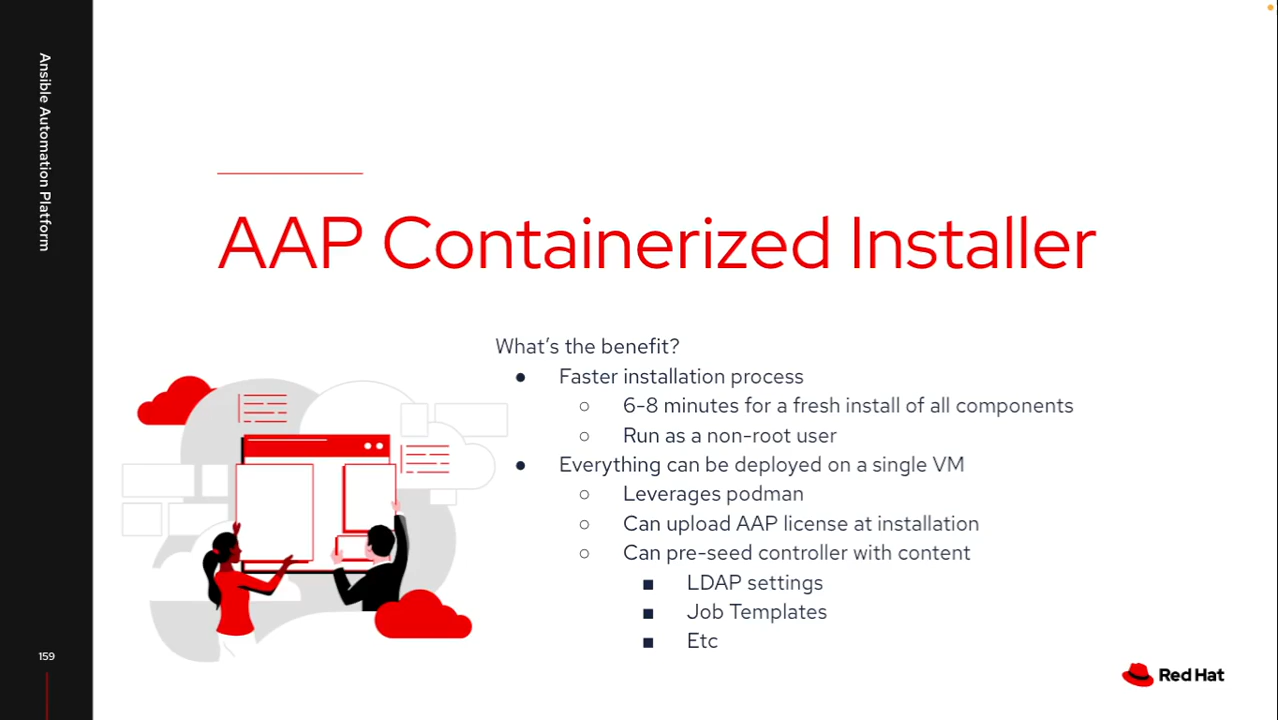 Ansible Automation Platform
AAP Containerized Installer
What's the benefit?
● Faster installation process
○ 6-8 minutes for a fresh install of all components
○ Run as a non-root user
● Everything can be deployed on a single VM
○ Leverages podman
○ Can upload AAP license at installation
○ Can pre-seed controller with content
■ LDAP settings
■ Job Templates
■ Etc
159
Red Hat